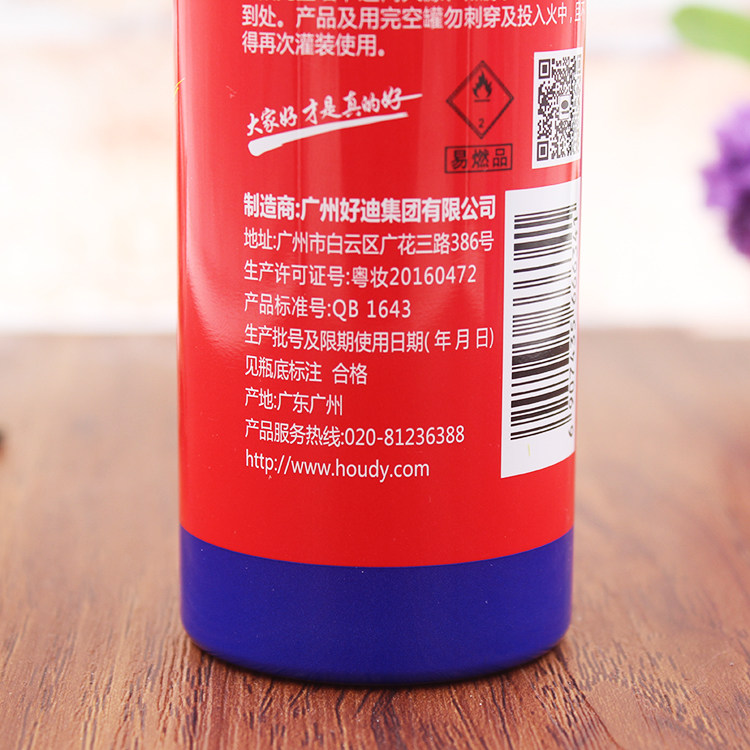 到处。产品及用完空罐勿刺穿及投入火中，且不
得再次灌装使用。
大家好 才是真的好
2
易燃品
制造商:广州好迪集团有限公司
地址:广州市白云区广花三路386号
生产许可证号:粤妆20160472
产品标准号:QB 1643
生产批号及限期使用日期( 年 月 日)
见瓶底标注 合格
产地:广东广州
产品服务热线:020-81236388
http://www.houdy.com